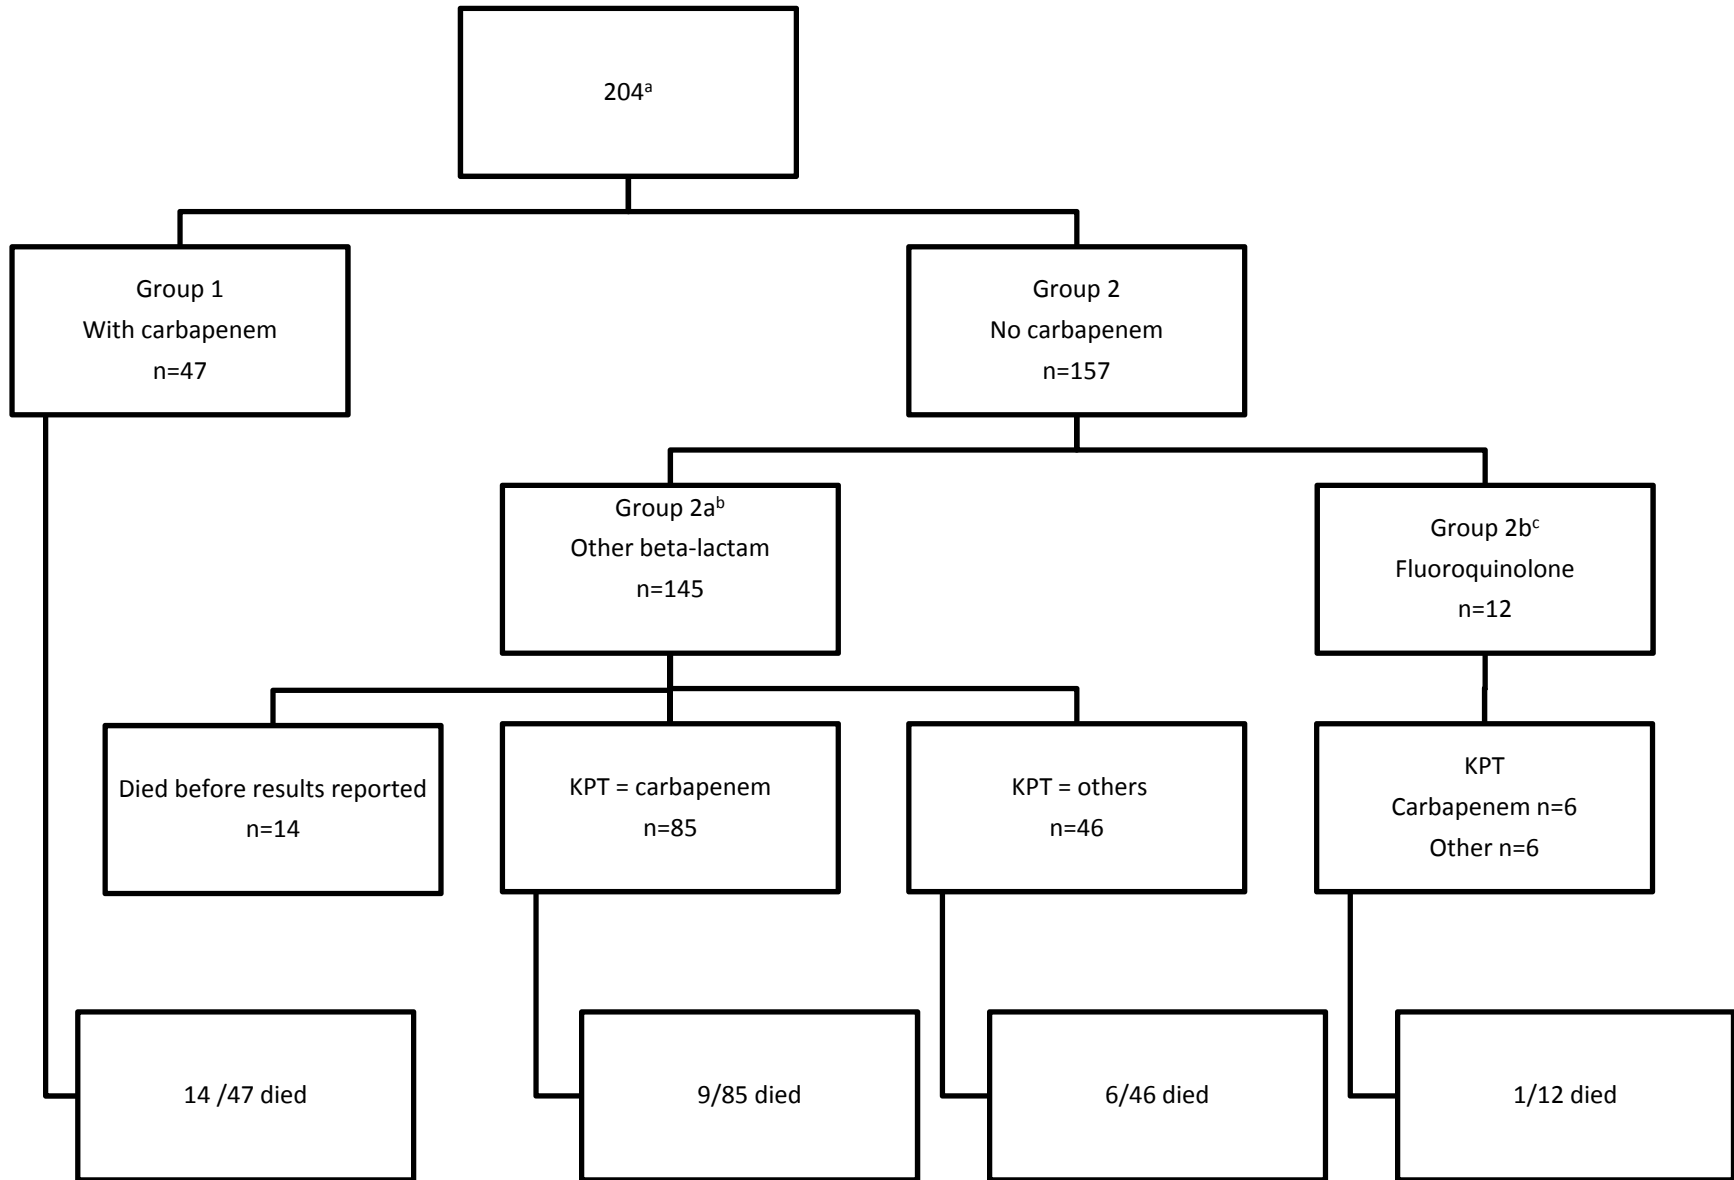 204ᵃ
Group 1
With carbapenem
n=47
Group 2
No carbapenem
n=157
Group 2aᵇ
Other beta-lactam
n=145
Group 2bᶜ
Fluoroquinolone
n=12
Died before results reported
n=14
KPT = carbapenem
n=85
KPT = others
n=46
KPT
Carbapenem n=6
Other n=6
14 /47 died
9/85 died
6/46 died
1/12 died